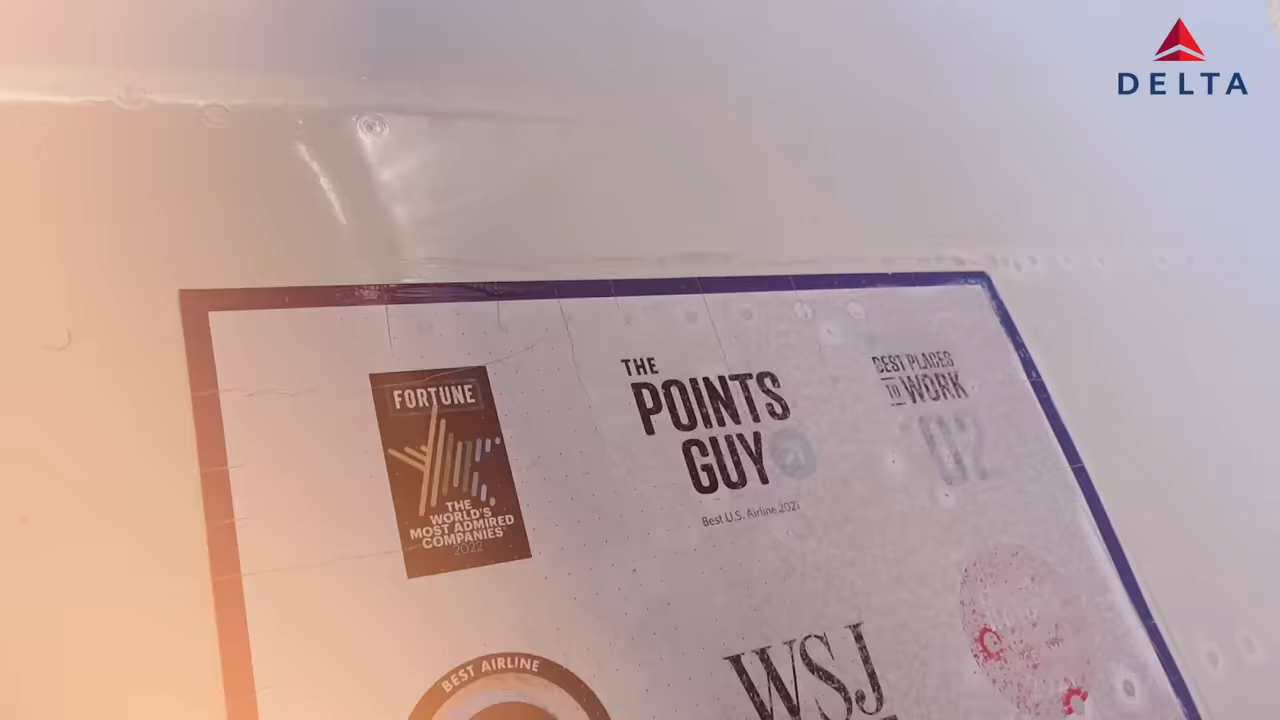 DELTA
FORTUNE
THE
WORLD'S
MOST ADMIRED
COMPANIES
2022
THE
POINTS
GUY
Best U.S. Airline 2021
BEST PLACES
TO WORK
BEST AIRLINE
WSJ